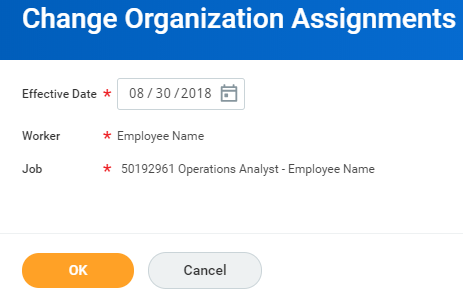 Change Organization Assignments
Effective Date * 08 / 30 / 2018
Worker * Employee Name
Job * 50192961 Operations Analyst - Employee Name
OK Cancel